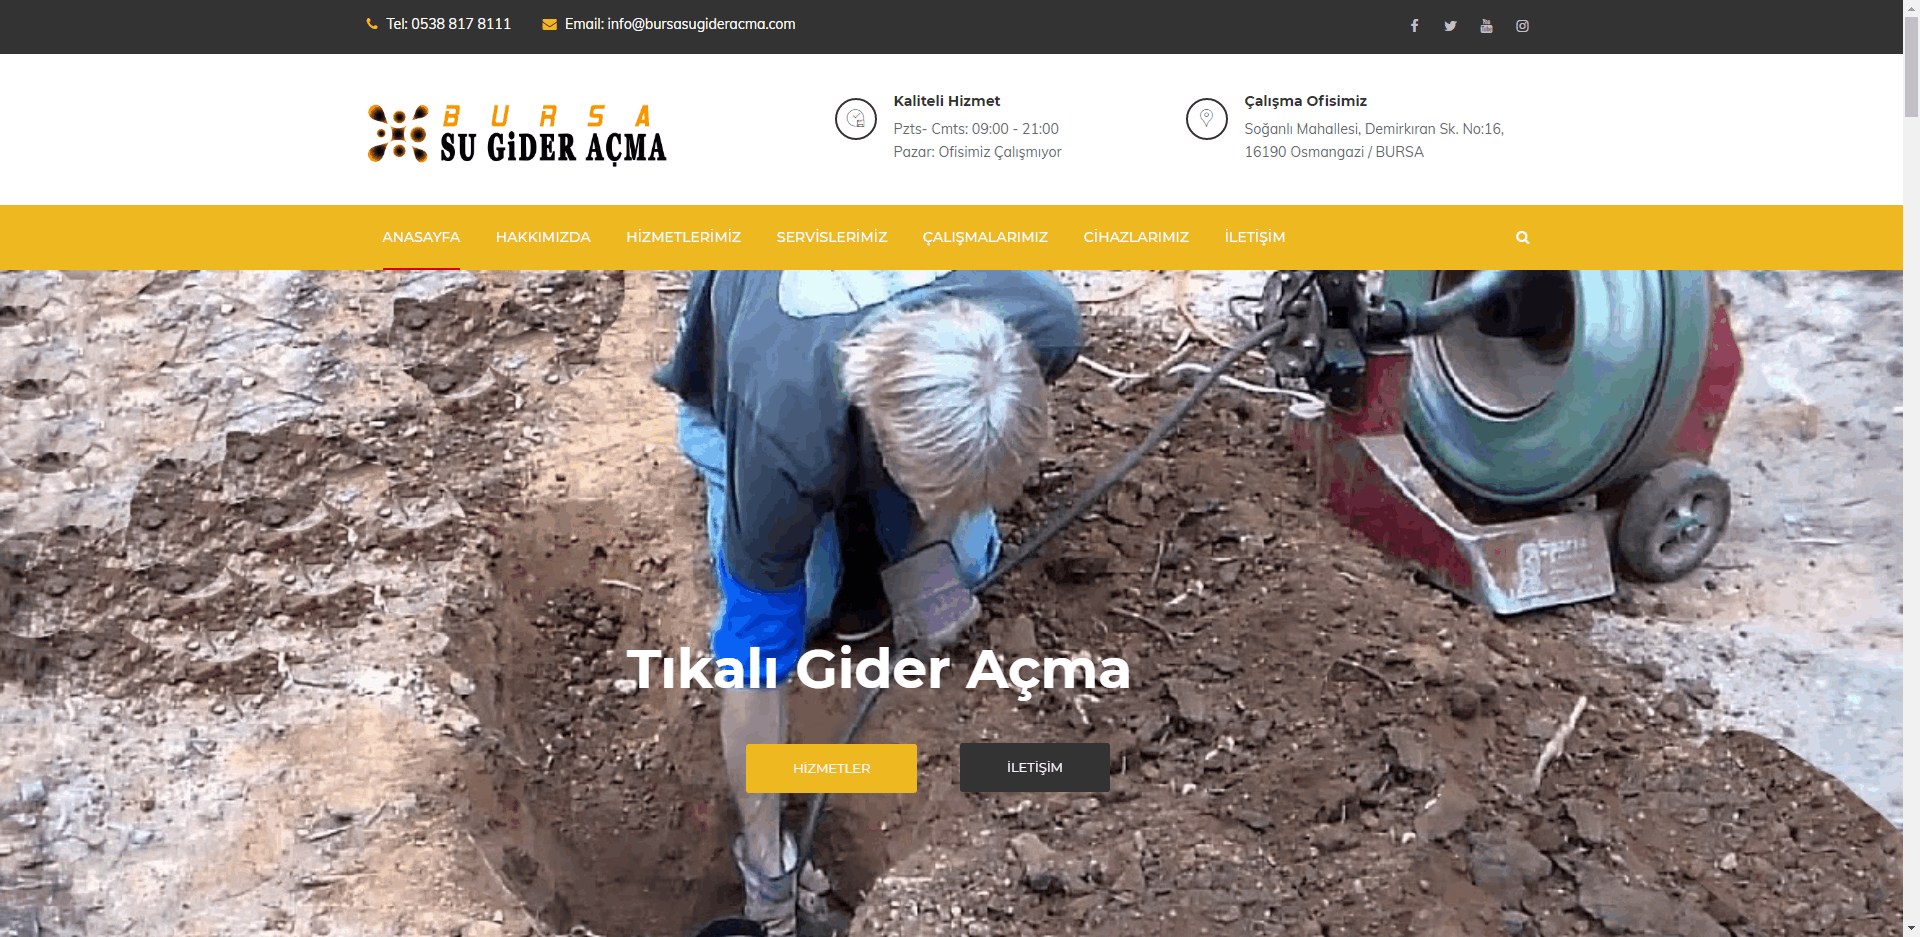 Tel: 0538 817 8111
Email: info@bursasugideracma.com
BURSA
SU GiDER AÇMA
Kaliteli Hizmet
Pzts- Cmts: 09:00 - 21:00
Pazar: Ofisimiz Çalışmıyor
Çalışma Ofisimiz
Soğanlı Mahallesi, Demirkıran Sk. No:16,
16190 Osmangazi / BURSA
ANASAYFA HAKKIMIZDA HİZMETLERİMİZ SERVİSLERİMİZ ÇALIŞMALARIMIZ CİHAZLARIMIZ İLETİŞİM
Tıkalı Gider Açma
HİZMETLER
İLETİŞİM